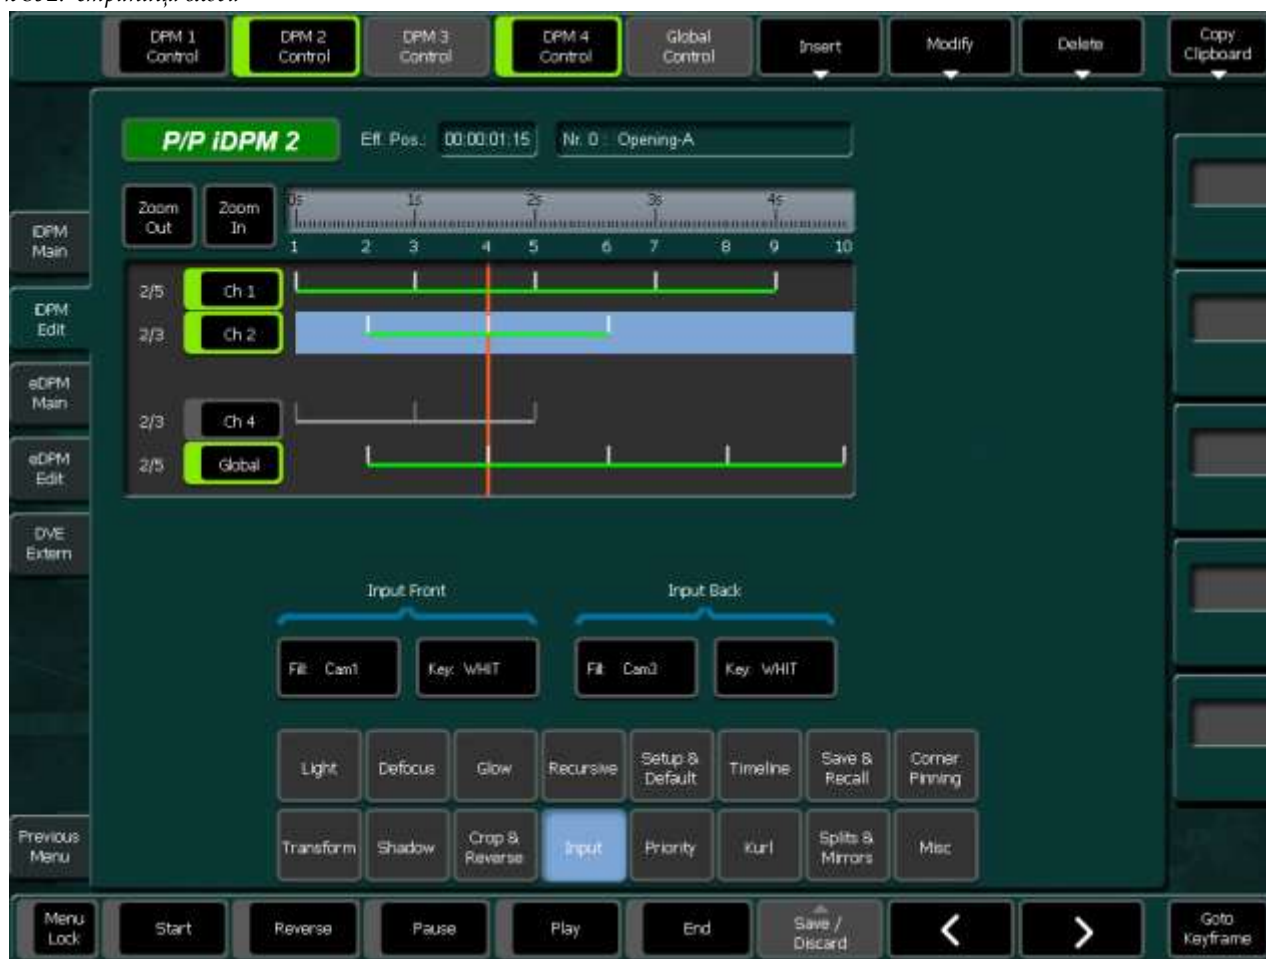 DPM 1
Control
DPM 2
Control
DPM 3
Control
DPM 4
Control
Global
Control
Insert
Modify
Delete
Copy
Clipboard
P/P iDPM 2
Eff. Pos.: 00:00:01:15
Nr. 0 : Opening-A
Zoom
Out
Zoom
In
0s 1s 2s 3s 4s
1 2 3 4 5 6 7 8 9 10
iDPM
Main
iDPM
Edit
eDPM
Main
eDPM
Edit
DVE
Extern
2/5 Ch 1
2/3 Ch 2
2/3 Ch 4
2/5 Global
Input Front
Input Back
Fill: Cam1
Key: WHIT
Fill: Cam3
Key: WHIT
Light
Defocus
Glow
Recursive
Setup &
Default
Timeline
Save &
Recall
Corner
Pinning
Transform
Shadow
Crop &
Reverse
Input
Priority
Kurl
Splits &
Mirrors
Misc
Previous
Menu
Menu
Lock
Start
Reverse
Pause
Play
End
Save /
Discard
<
>
Goto
Keyframe